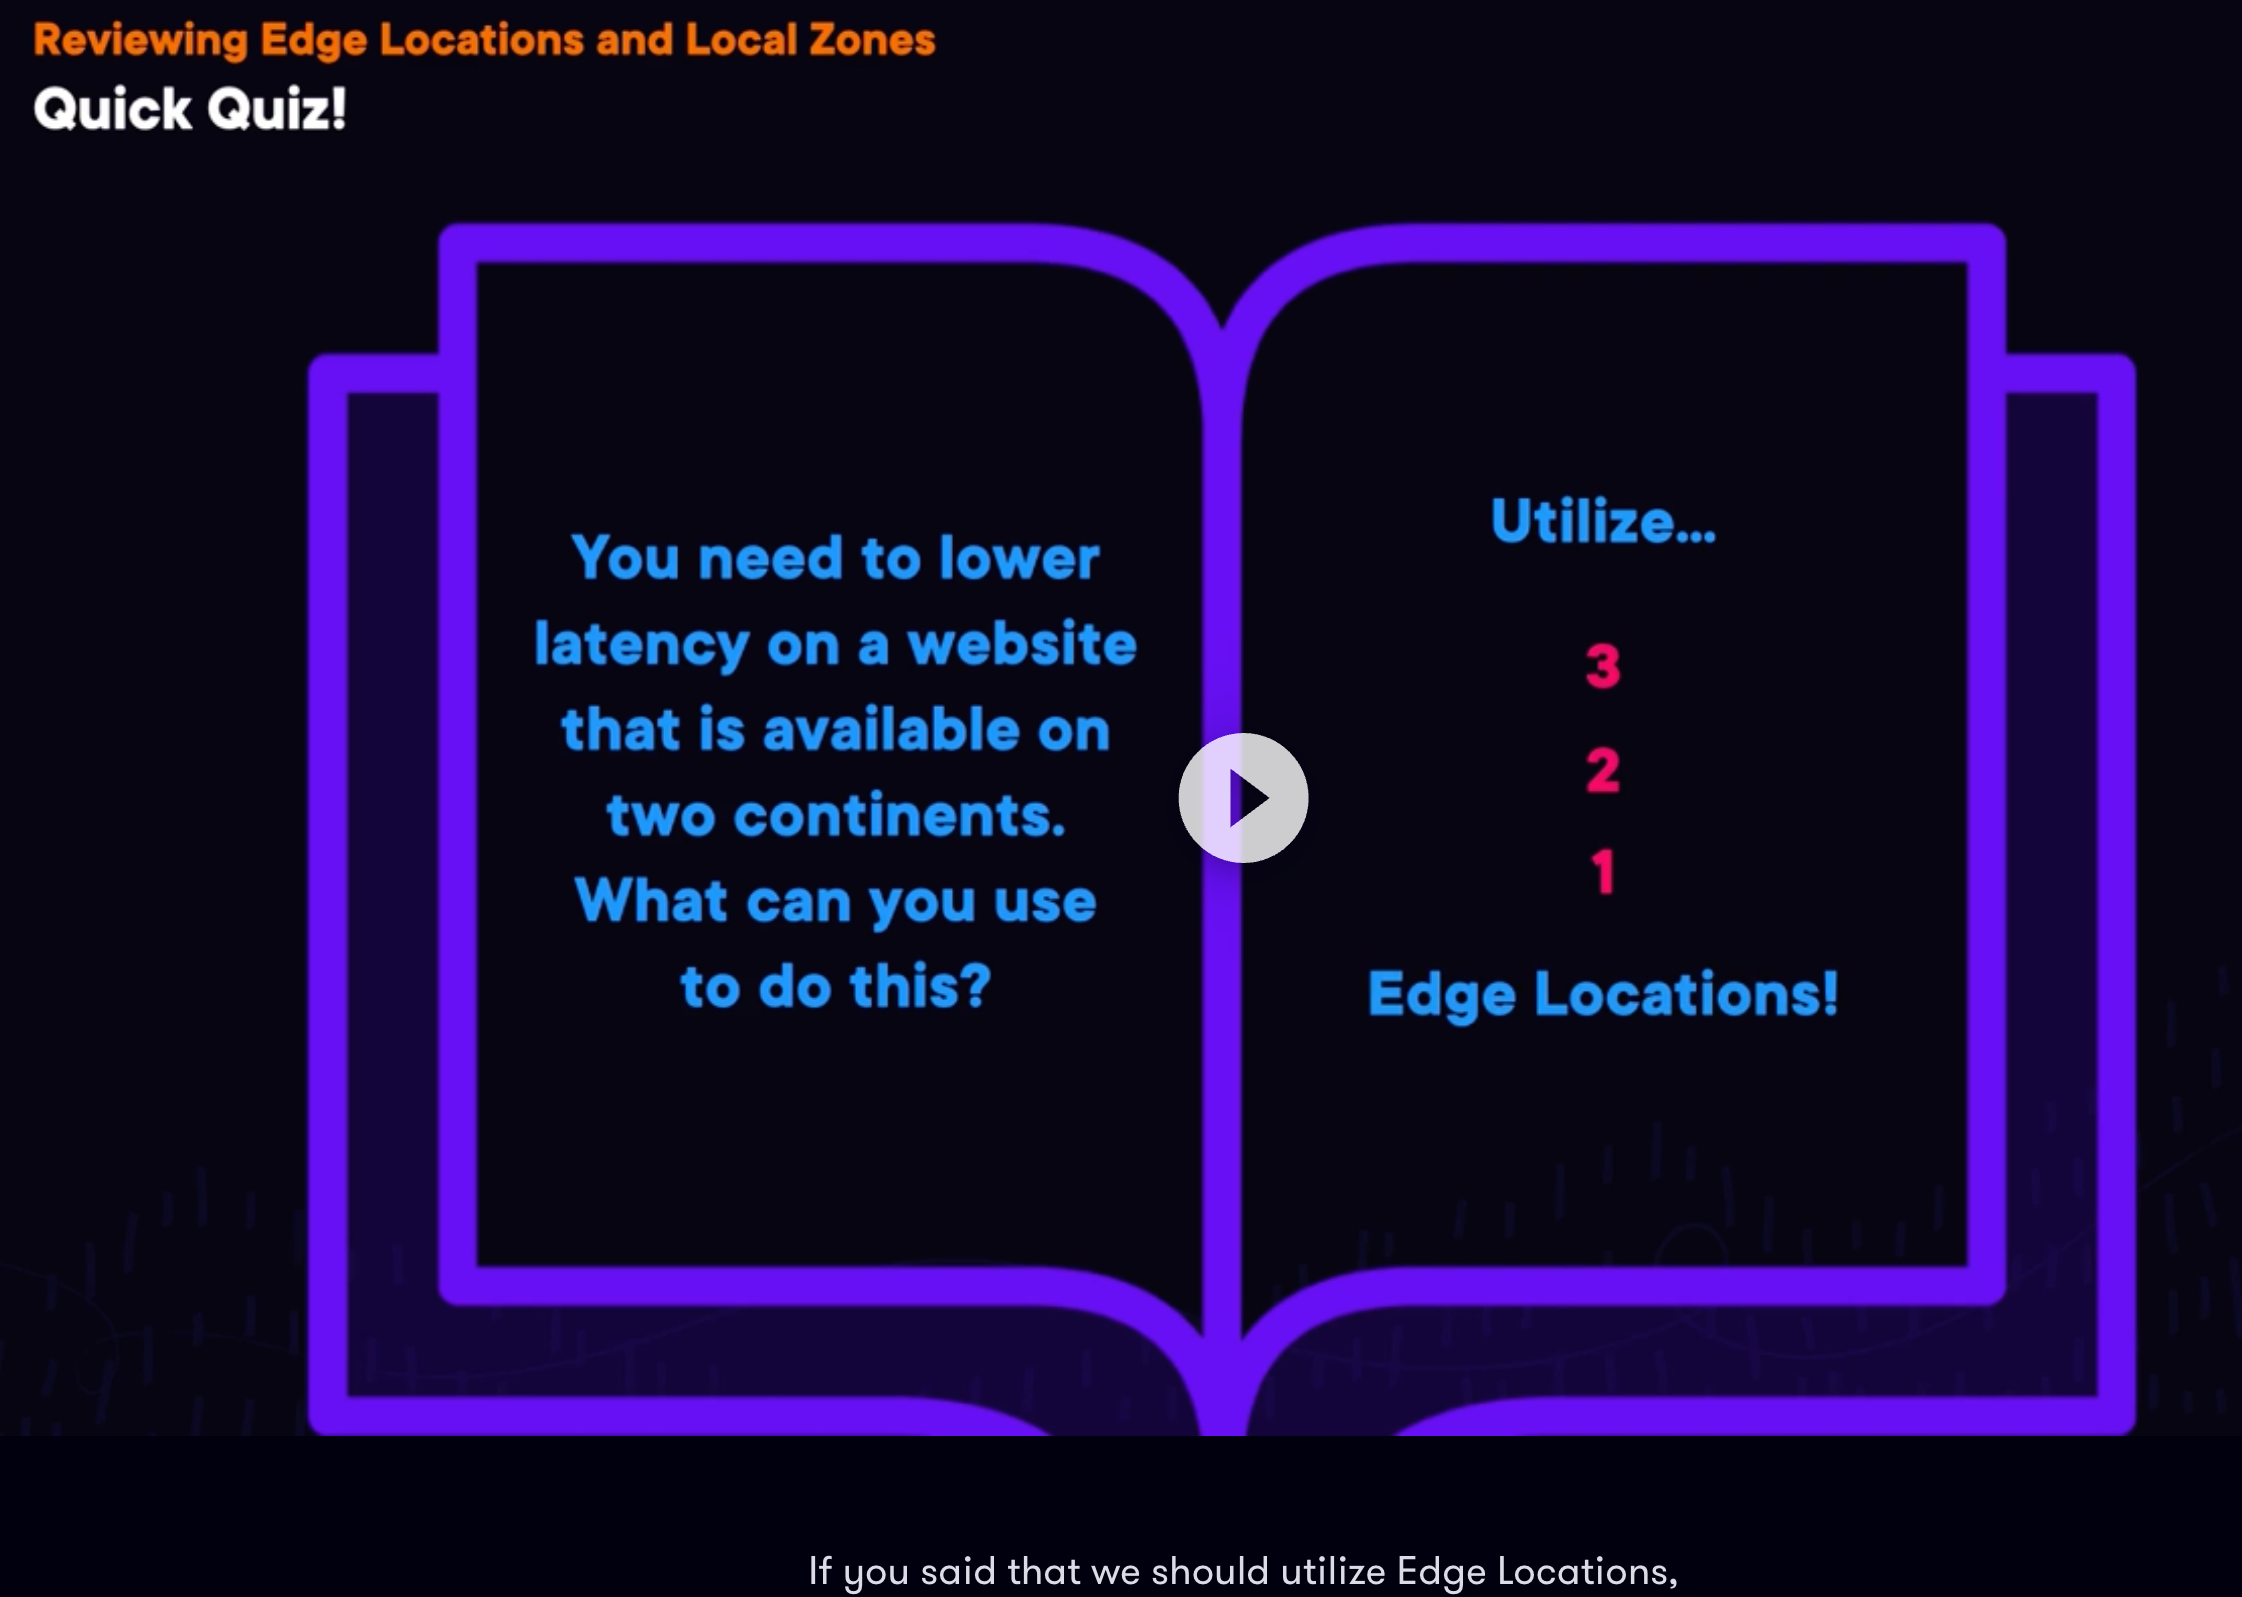 Reviewing Edge Locations and Local Zones
Quick Quiz!
You need to lower
latency on a website
that is available on
two continents.
What can you use
to do this?
Utilize...
3
2
1
Edge Locations!
If you said that we should utilize Edge Locations,